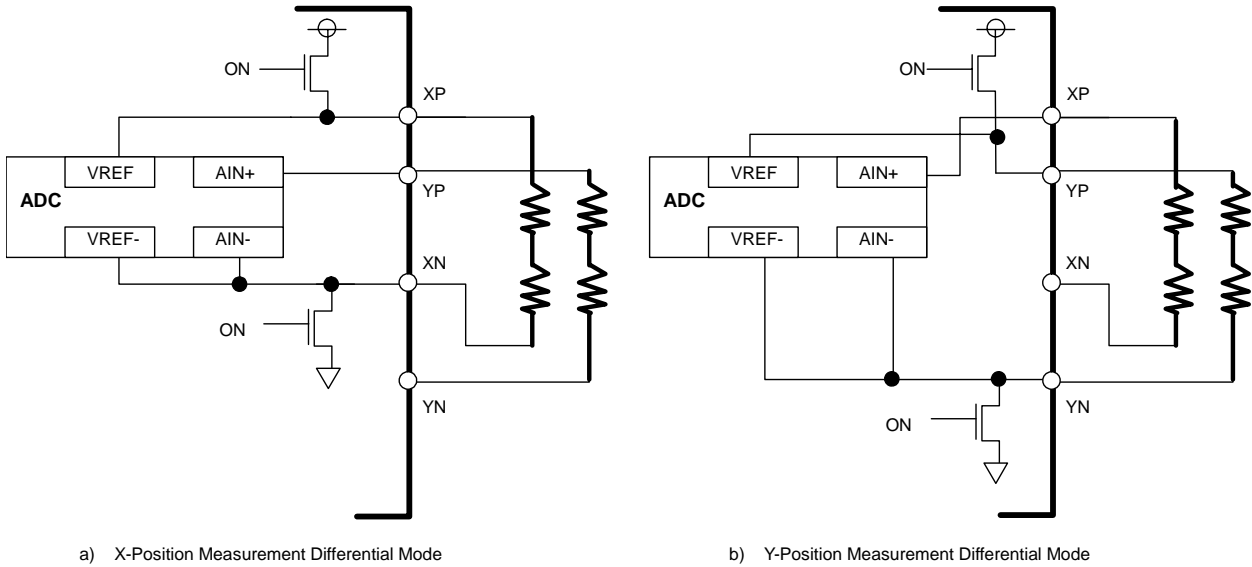 ON
XP
VREF
AIN+
ADC
YP
VREF-
AIN-
XN
ON
YN
a) X-Position Measurement Differential Mode
ON
XP
VREF
AIN+
ADC
YP
VREF-
AIN-
XN
ON
YN
b) Y-Position Measurement Differential Mode